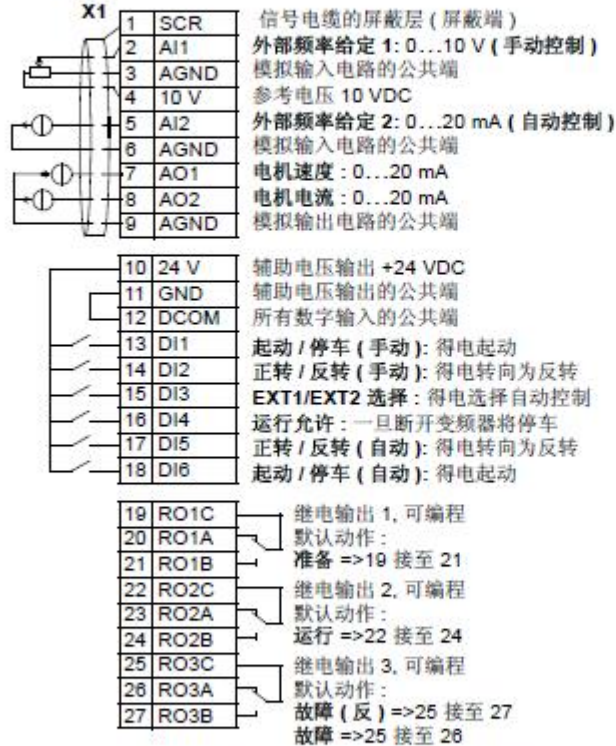 X1
1 SCR 信号电缆的屏蔽层 ( 屏蔽端 )
2 AI1 外部频率给定 1: 0…10 V ( 手动控制 )
3 AGND 模拟输入电路的公共端
4 10 V 参考电压 10 VDC
5 AI2 外部频率给定 2: 0…20 mA ( 自动控制 )
6 AGND 模拟输入电路的公共端
7 AO1 电机速度 : 0…20 mA
8 AO2 电机电流 : 0…20 mA
9 AGND 模拟输出电路的公共端
10 24 V 辅助电压输出 +24 VDC
11 GND 辅助电压输出的公共端
12 DCOM 所有数字输入的公共端
13 DI1 起动 / 停车 ( 手动 ): 得电起动
14 DI2 正转 / 反转 ( 手动 ): 得电转向为反转
15 DI3 EXT1/EXT2 选择 : 得电选择自动控制
16 DI4 运行允许 : 一旦断开变频器将停车
17 DI5 正转 / 反转 ( 自动 ): 得电转向为反转
18 DI6 起动 / 停车 ( 自动 ): 得电起动
19 RO1C 继电输出 1, 可编程
20 RO1A 默认动作 :
21 RO1B 准备 =>19 接至 21
22 RO2C 继电输出 2, 可编程
23 RO2A 默认动作 :
24 RO2B 运行 =>22 接至 24
25 RO3C 继电输出 3, 可编程
26 RO3A 默认动作 :
27 RO3B 故障 ( 反 ) =>25 接至 27
故障 =>25 接至 26